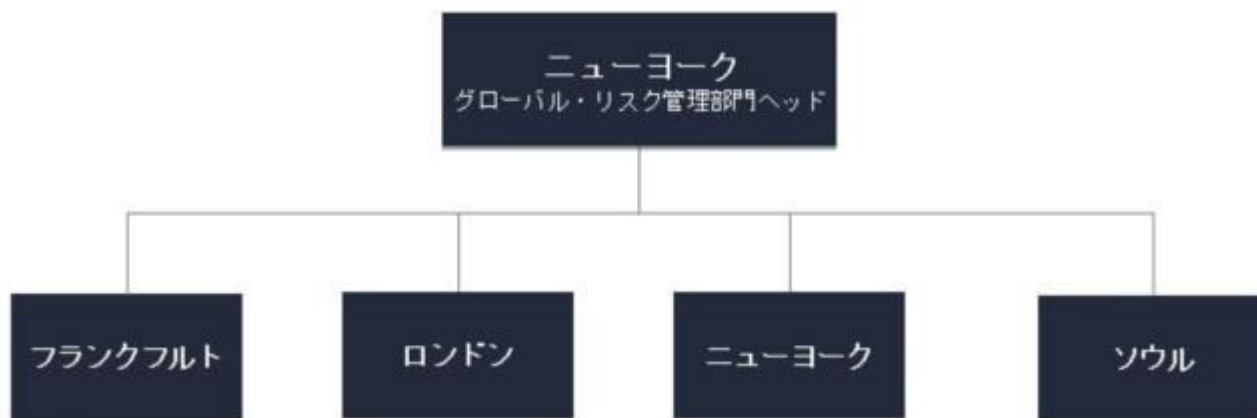 ニューヨーク
グローバル・リスク管理部門ヘッド
フランクフルト
ロンドン
ニューヨーク
ソウル